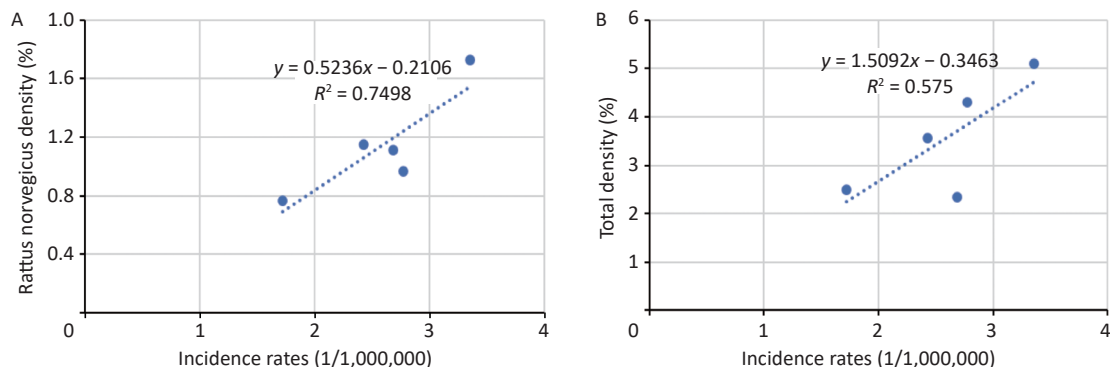 A
1.0
1.6
1.2
0.8
0.4
0
1
2
3
4
Rattus norvegicus density (%)
Incidence rates (1/1,000,000)
y = 0.5236x − 0.2106
R² = 0.7498
B
6
5
4
3
2
1
0
1
2
3
4
Total density (%)
Incidence rates (1/1,000,000)
y = 1.5092x − 0.3463
R² = 0.575